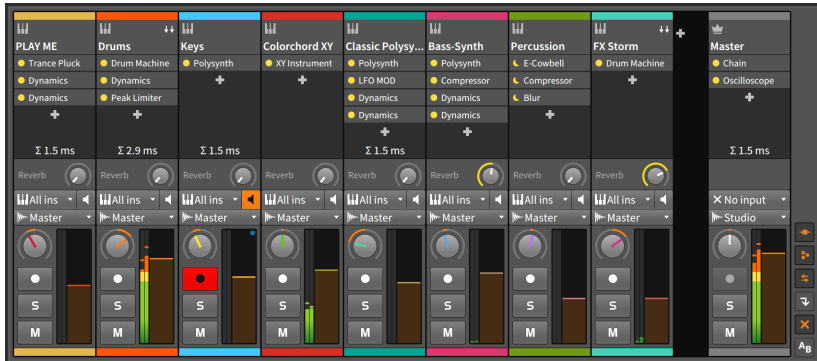 PLAY ME Drums Keys Colorchord XY Classic Polysy... Bass-Synth Percussion FX Storm Master
Trance Pluck Drum Machine Polysynth XY Instrument Polysynth Polysynth E-Cowbell Drum Machine Chain
Dynamics Dynamics LFO MOD Compressor Compressor Oscilloscope
Dynamics Peak Limiter Dynamics Dynamics Blur
Dynamics Dynamics
Σ 1.5 ms Σ 2.9 ms Σ 1.5 ms Σ 1.5 ms Σ 1.5 ms
Reverb Reverb Reverb Reverb Reverb Reverb Reverb Reverb
All ins All ins All ins All ins All ins All ins All ins All ins No input
Master Master Master Master Master Master Master Master Studio
S S S S S S S S S
M M M M M M M M M
AB